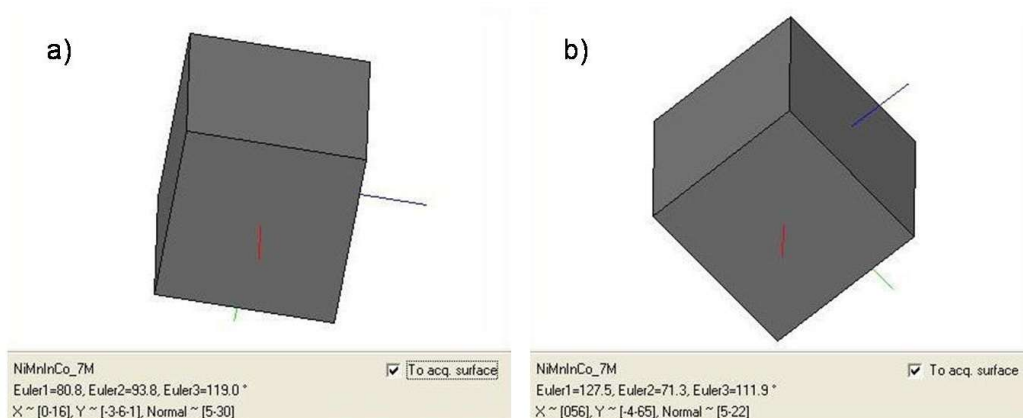 a)
b)
NiMnInCo_7M
To acq. surface
Euler1=80.8, Euler2=93.8, Euler3=119.0 °
X ~ [0-16], Y ~ [-3-6-1], Normal ~ [5-30]
NiMnInCo_7M
To acq. surface
Euler1=127.5, Euler2=71.3, Euler3=111.9 °
X ~ [056], Y ~ [-4-65], Normal ~ [5-22]